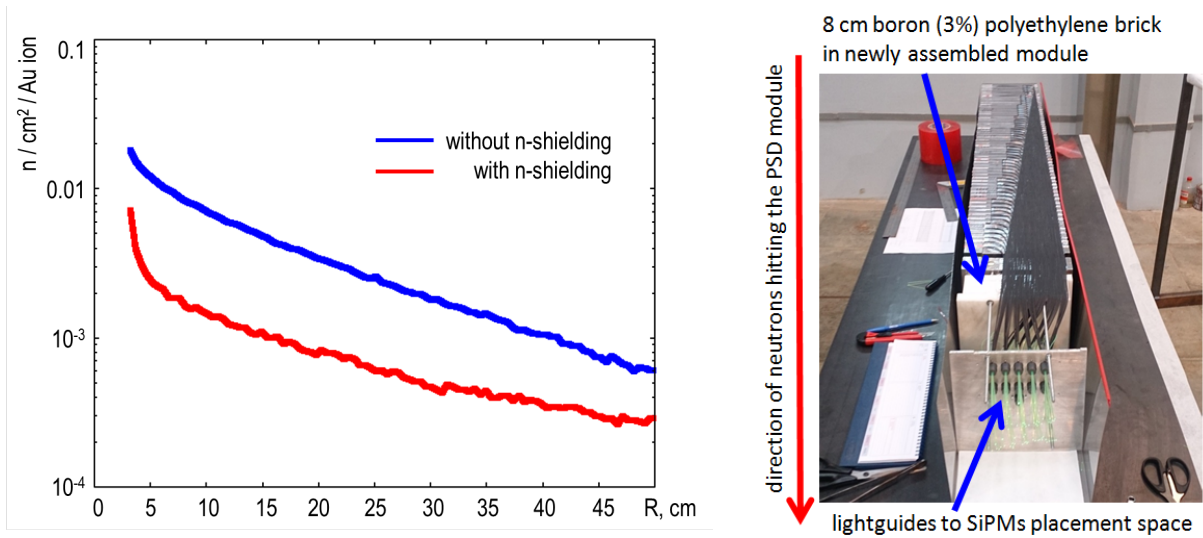 0.1
0.01
10-3
10-4
n / cm2 / Au ion
without n-shielding
with n-shielding
0 5 10 15 20 25 30 35 40 45 R, cm
8 cm boron (3%) polyethylene brick
in newly assembled module
direction of neutrons hitting the PSD module
lightguides to SiPMs placement space